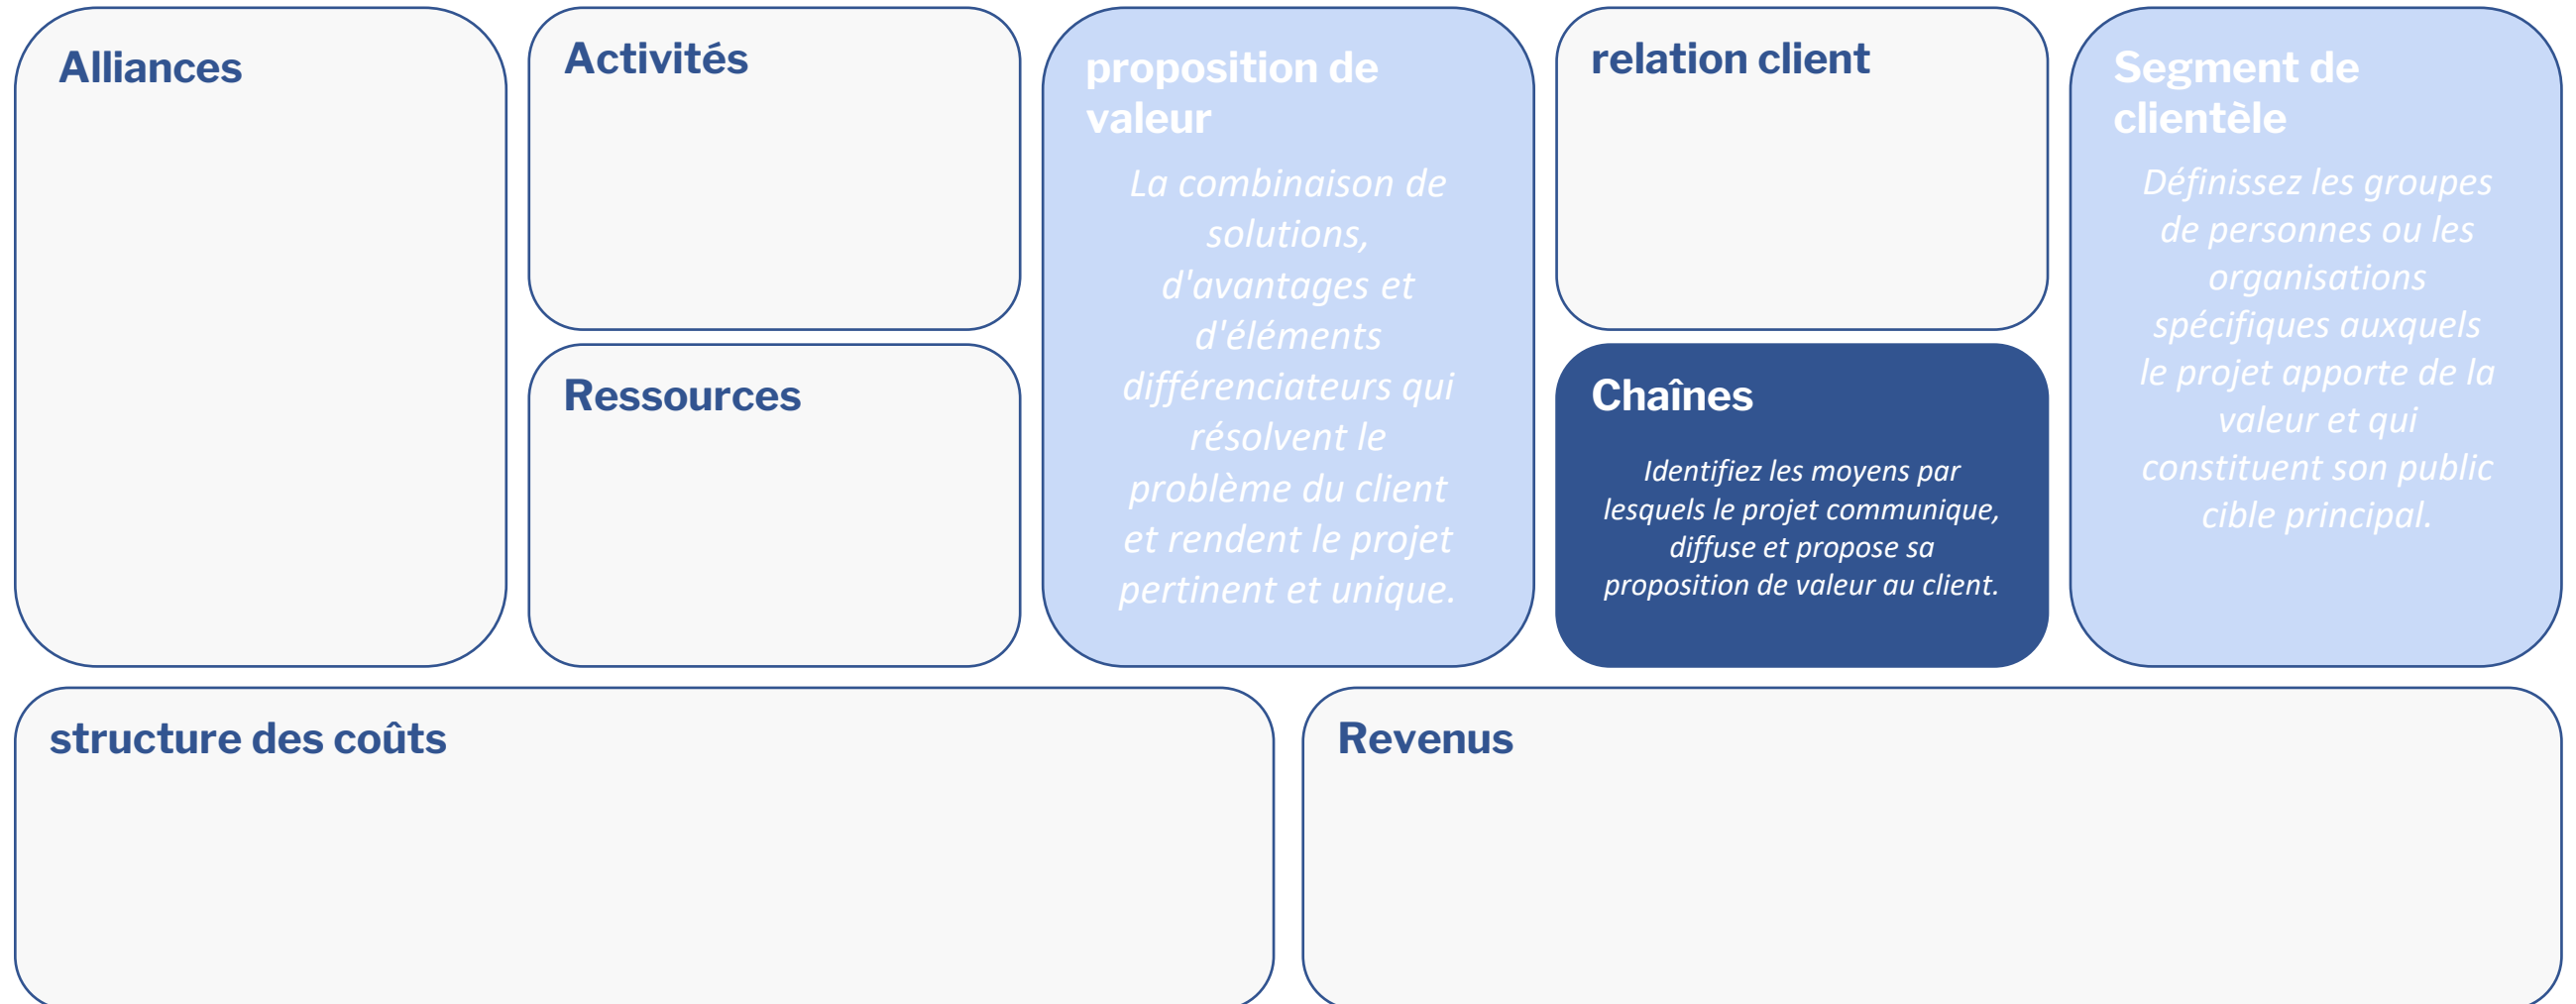 Alliances
Activités
Ressources
proposition de
valeur
La combinaison de
solutions,
d'avantages et
d'éléments
différenciateurs qui
résolvent le
problème du client
et rendent le projet
pertinent et unique.
relation client
Chaînes
Identifiez les moyens par
lesquels le projet communique,
diffuse et propose sa
proposition de valeur au client.
Segment de
clientèle
Définissez les groupes
de personnes ou les
organisations
spécifiques auxquels
le projet apporte de la
valeur et qui
constituent son public
cible principal.
structure des coûts
Revenus